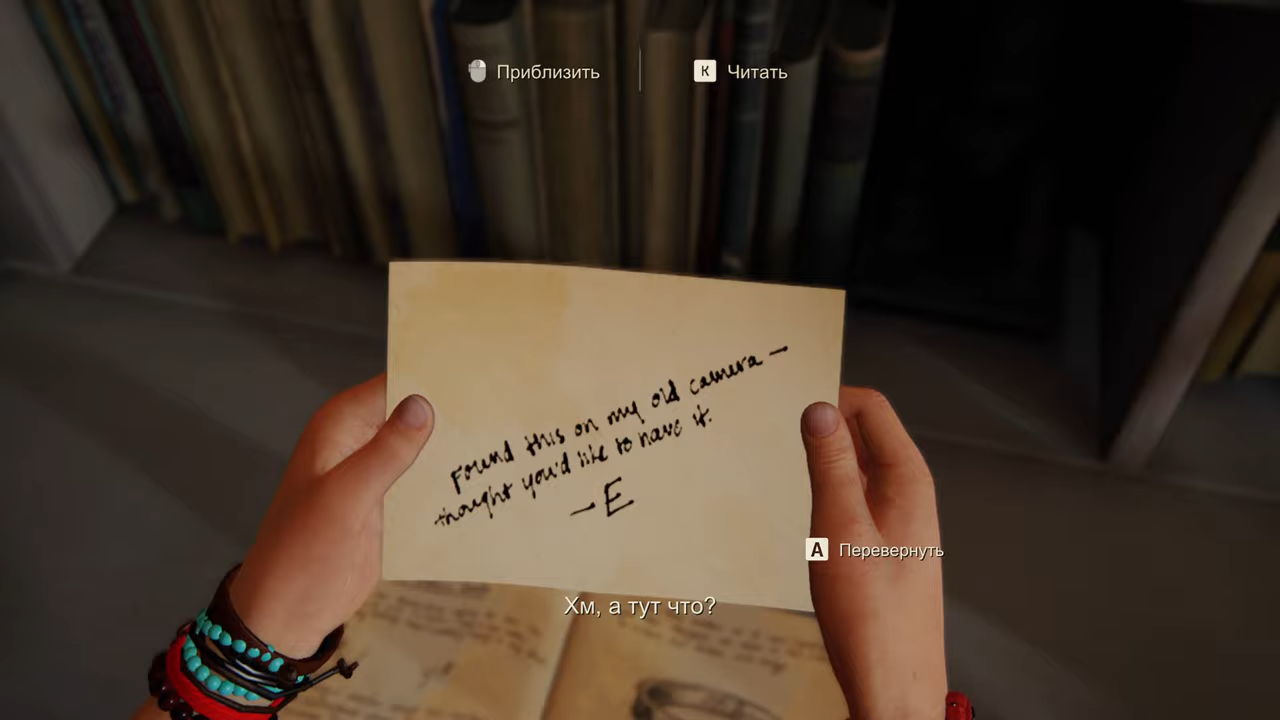 Приблизить
K Читать
Found this on my old camera —
thought you'd like to have it.
— E
A Перевернуть
Хм, а тут что?